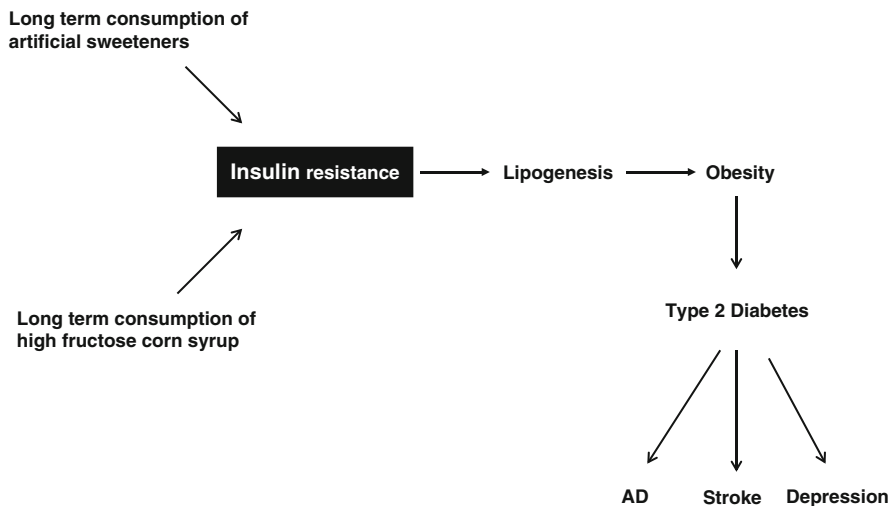 Long term consumption of
artificial sweeteners
Insulin resistance
Lipogenesis
Obesity
Long term consumption of
high fructose corn syrup
Type 2 Diabetes
AD
Stroke
Depression